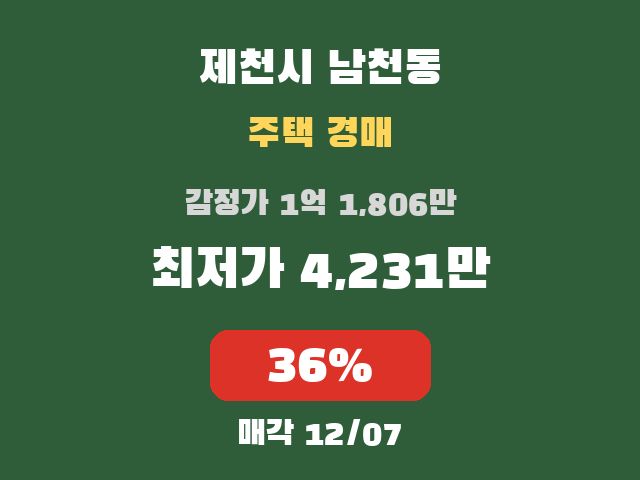 제천시 남천동
주택 경매
감정가 1억 1,806만
최저가 4,231만
36%
매각 12/07